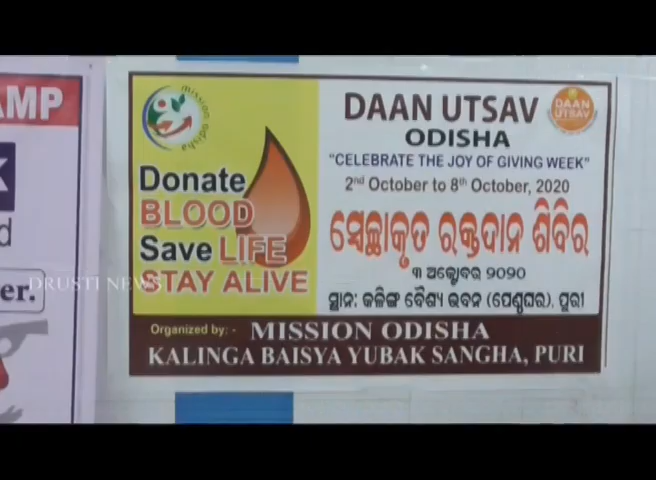 AMP
K
d
er.
DRUSTI NEWS
mission odisha
Donate
BLOOD
Save LIFE
STAY ALIVE
DAAN UTSAV
ODISHA
DAAN
UTSAV
"CELEBRATE THE JOY OF GIVING WEEK"
2nd October to 8th October, 2020
ସ୍ବେଚ୍ଛାକୃତ ରକ୍ତଦାନ ଶିବିର
୩ ଅକ୍ଟୋବର ୨୦୨୦
ସ୍ଥାନ: କଳିଙ୍ଗ ବୈଶ୍ୟ ଭବନ (ପେଣ୍ଠଘର), ପୁରୀ
Organized by: - MISSION ODISHA
KALINGA BAISYA YUBAK SANGHA, PURI